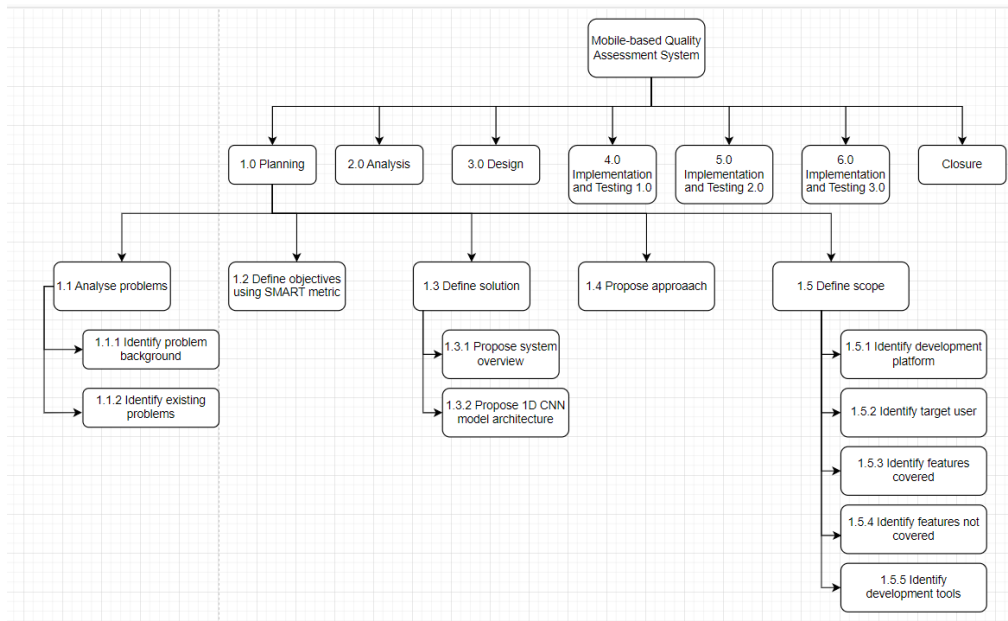 Mobile-based Quality
Assessment System
1.0 Planning
2.0 Analysis
3.0 Design
4.0
Implementation
and Testing 1.0
5.0
Implementation
and Testing 2.0
6.0
Implementation
and Testing 3.0
Closure
1.1 Analyse problems
1.2 Define objectives
using SMART metric
1.3 Define solution
1.4 Propose approaach
1.5 Define scope
1.1.1 Identify problem
background
1.1.2 Identify existing
problems
1.3.1 Propose system
overview
1.3.2 Propose 1D CNN
model architecture
1.5.1 Identify development
platform
1.5.2 Identify target user
1.5.3 Identify features
covered
1.5.4 Identify features not
covered
1.5.5 Identify
development tools